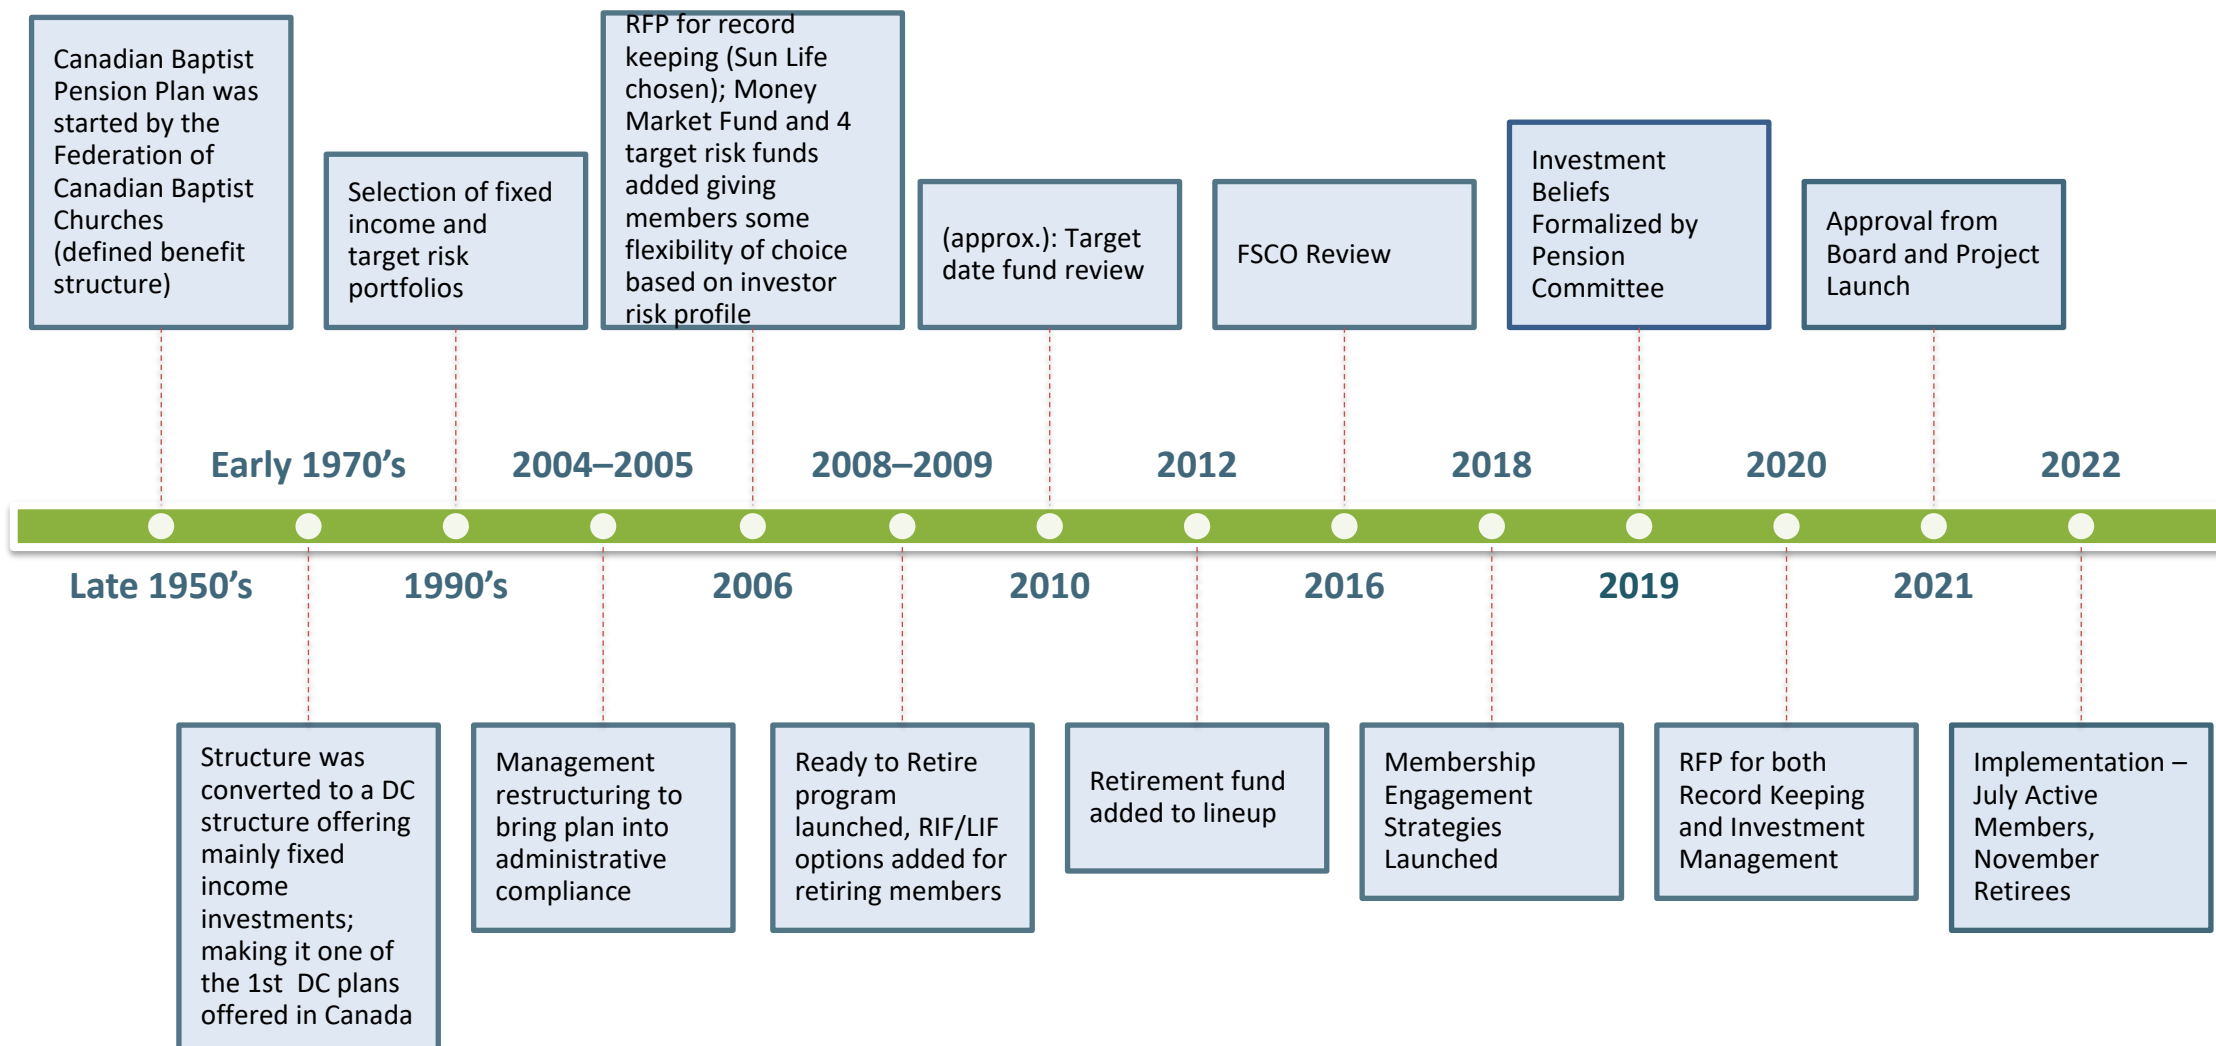 Canadian Baptist
Pension Plan was
started by the
Federation of
Canadian Baptist
Churches
(defined benefit
structure)
Selection of fixed
income and
target risk
portfolios
RFP for record
keeping (Sun Life
chosen); Money
Market Fund and 4
target risk funds
added giving
members some
flexibility of choice
based on investor
risk profile
(approx.): Target
date fund review
FSCO Review
Investment
Beliefs
Formalized by
Pension
Committee
Approval from
Board and Project
Launch
Early 1970’s
2004–2005
2008–2009
2012
2018
2020
2022
Late 1950’s
1990’s
2006
2010
2016
2019
2021
Structure was
converted to a DC
structure offering
mainly fixed
income
investments;
making it one of
the 1st DC plans
offered in Canada
Management
restructuring to
bring plan into
administrative
compliance
Ready to Retire
program
launched, RIF/LIF
options added for
retiring members
Retirement fund
added to lineup
Membership
Engagement
Strategies
Launched
RFP for both
Record Keeping
and Investment
Management
Implementation –
July Active
Members,
November
Retirees